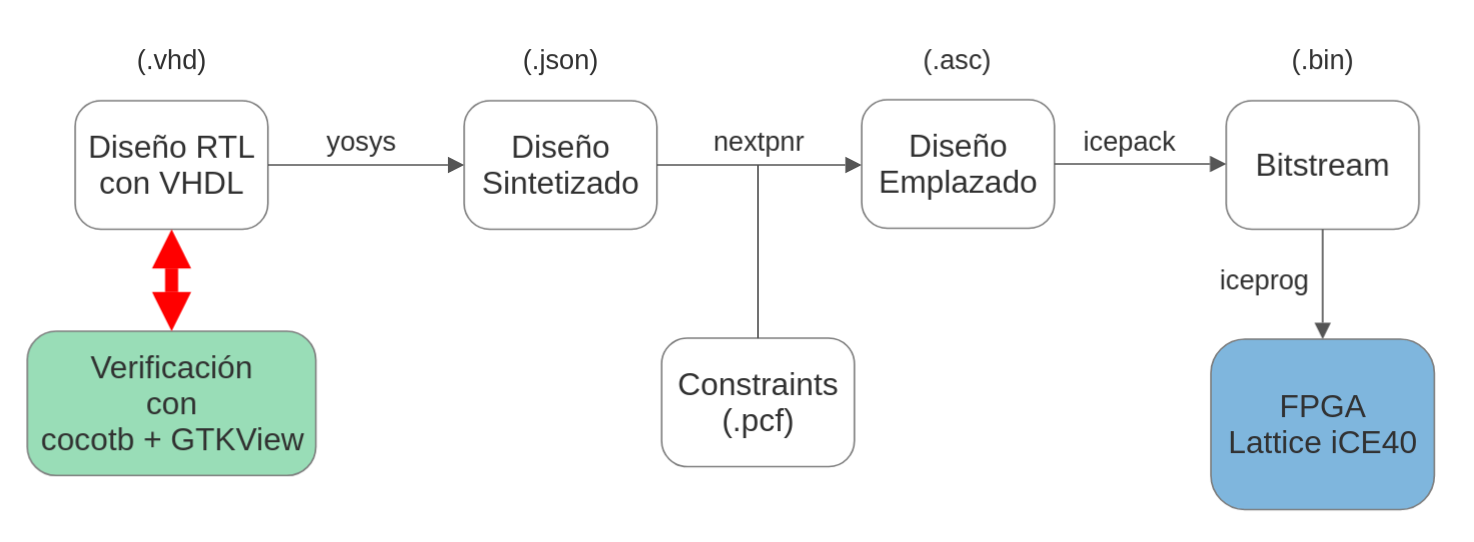 (.vhd)
(.json)
(.asc)
(.bin)
Diseño RTL
con VHDL
yosys
Diseño
Sintetizado
nextpnr
Diseño
Emplazado
icepack
Bitstream
iceprog
Verificación
con
cocotb + GTKView
Constraints
(.pcf)
FPGA
Lattice iCE40